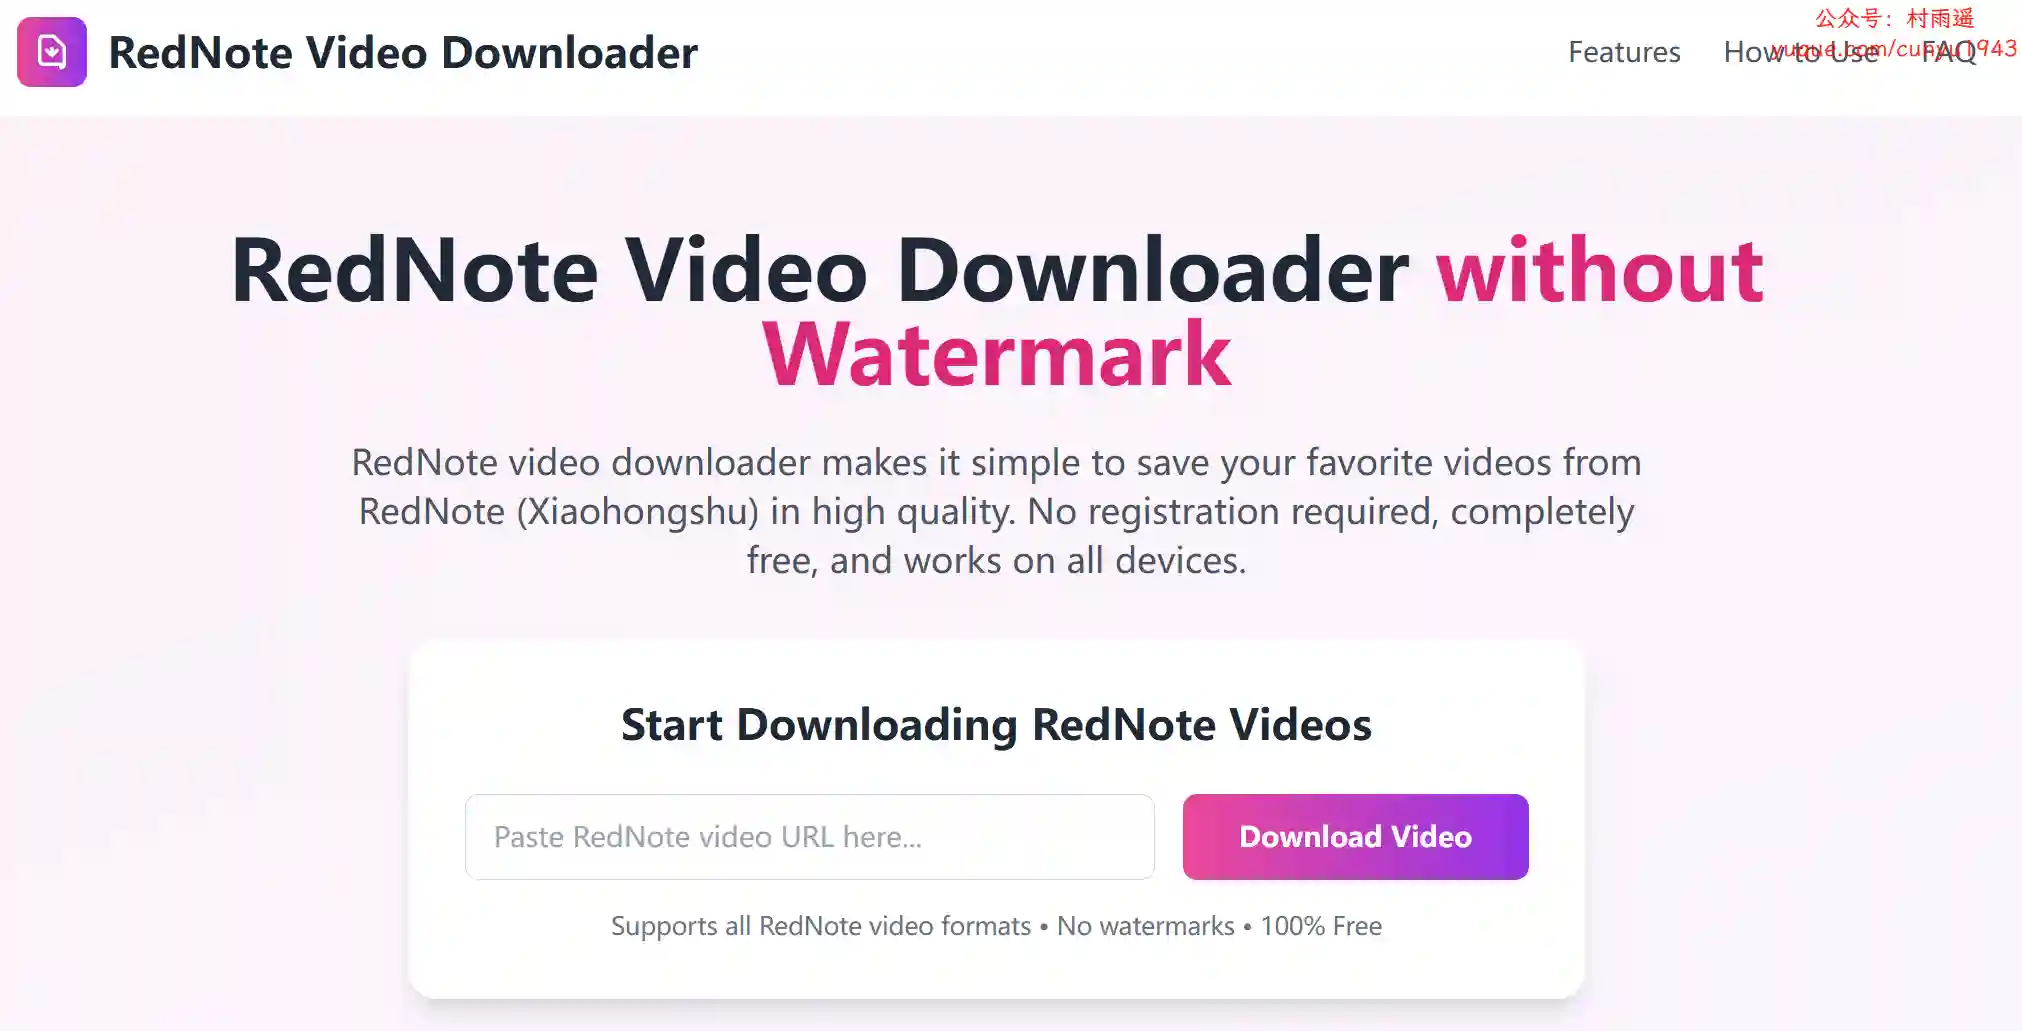 RedNote Video Downloader
Features
How to Use
FAQ
公众号：村雨遥
yuque.com/cunyu1943
RedNote Video Downloader without
Watermark
RedNote video downloader makes it simple to save your favorite videos from
RedNote (Xiaohongshu) in high quality. No registration required, completely
free, and works on all devices.
Start Downloading RedNote Videos
Paste RedNote video URL here...
Download Video
Supports all RedNote video formats • No watermarks • 100% Free